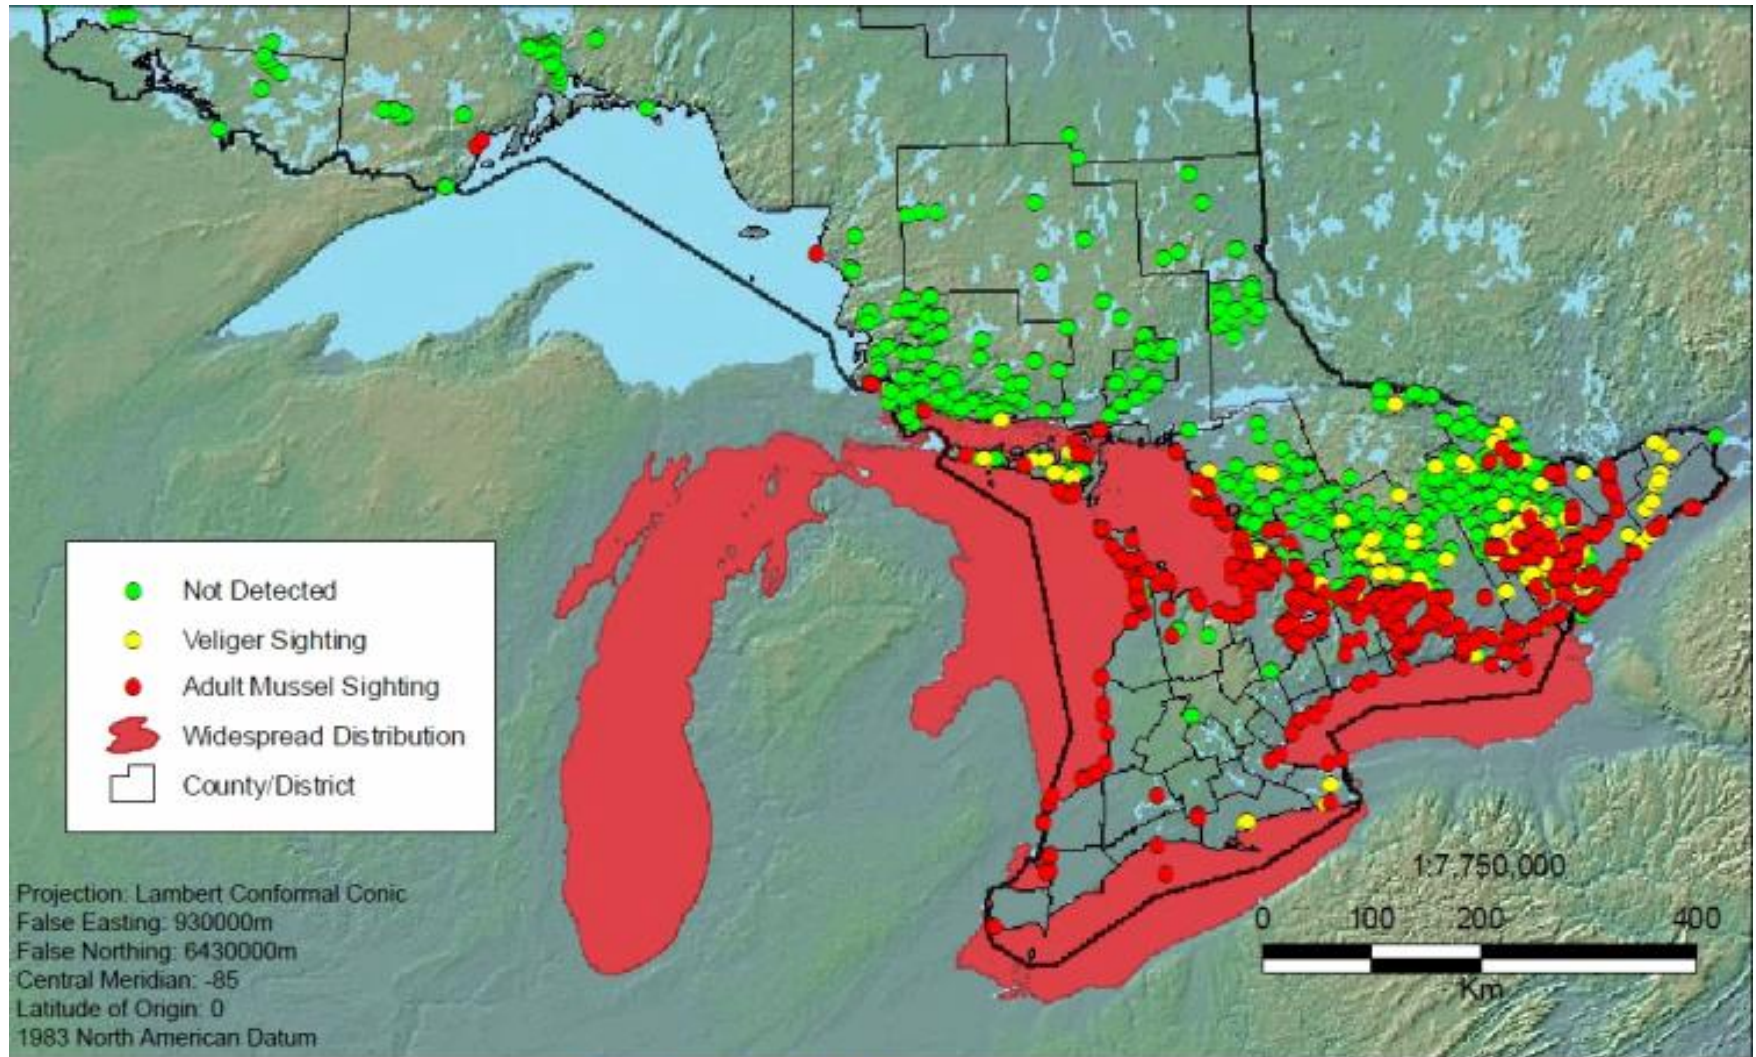 Not Detected
Veliger Sighting
Adult Mussel Sighting
Widespread Distribution
County/District
Projection: Lambert Conformal Conic
False Easting: 930000m
False Northing: 6430000m
Central Meridian: -85
Latitude of Origin: 0
1983 North American Datum
1:7,750,000
0 100 200 400
Km